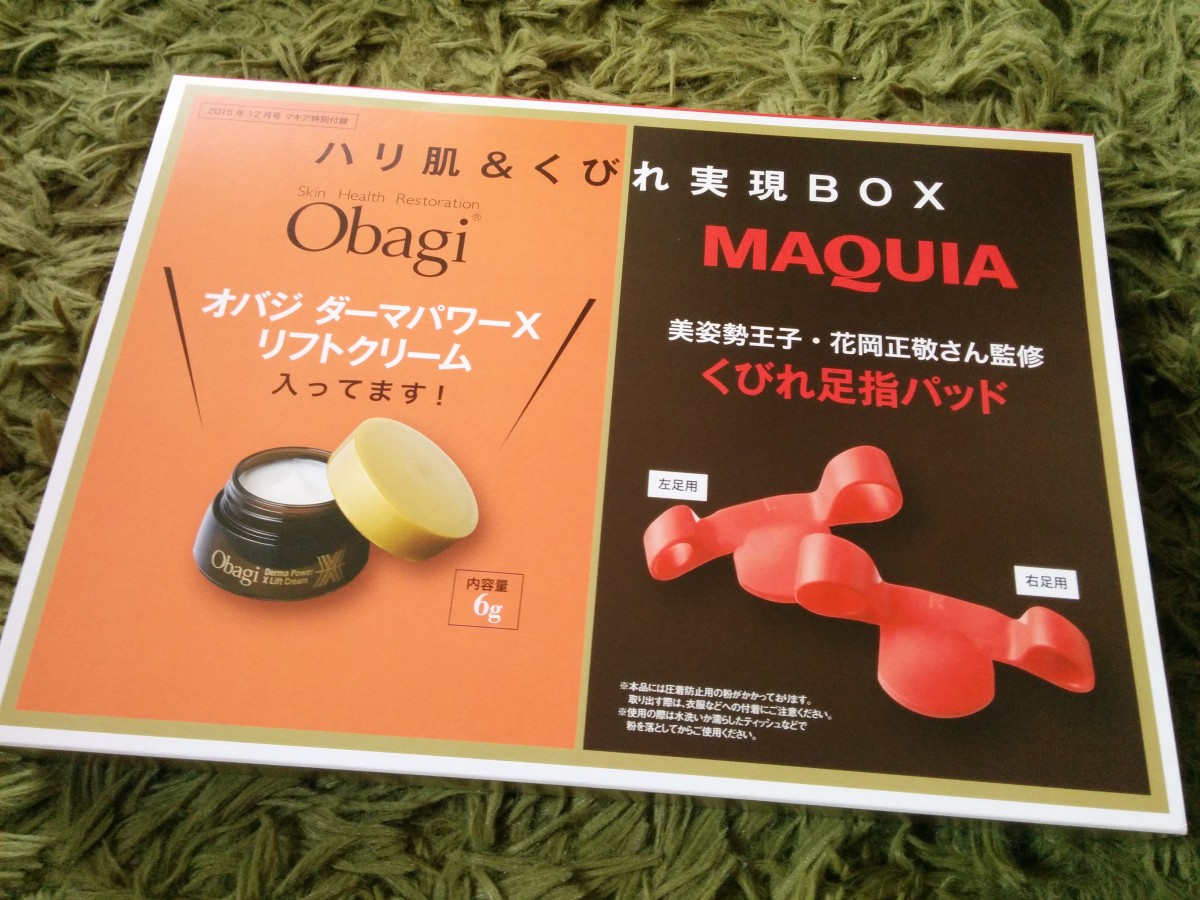 2015年12月号 マキア特別付録
ハリ肌&くびれ実現BOX
Skin Health Restoration
Obagi®
オバジ ダーマパワーX
リフトクリーム
入ってます!
Obagi
Derma Power
X Lift Cream
X
内容量
6g
MAQUIA
美姿勢王子・花岡正敬さん監修
くびれ足指パッド
左足用
右足用
※本品には圧着防止用の粉がかかっております。
取り出す際は、衣服などへの付着にご注意ください。
※使用の際は水洗いか濡らしたティッシュなどで
粉を落としてからご使用ください。